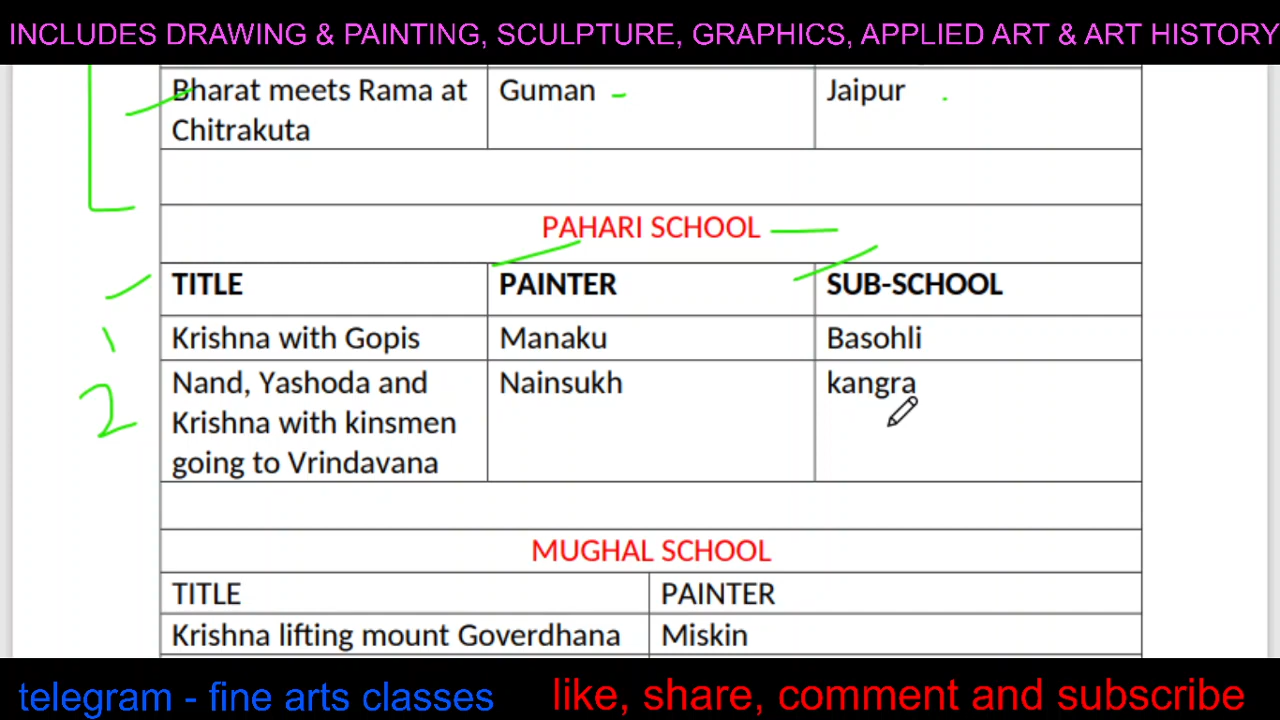 INCLUDES DRAWING & PAINTING, SCULPTURE, GRAPHICS, APPLIED ART & ART HISTORY
Bharat meets Rama at Chitrakuta
Guman
Jaipur
PAHARI SCHOOL
TITLE PAINTER SUB-SCHOOL
Krishna with Gopis Manaku Basohli
Nand, Yashoda and Nainsukh kangra
Krishna with kinsmen
going to Vrindavana
2
MUGHAL SCHOOL
TITLE PAINTER
Krishna lifting mount Goverdhana Miskin
telegram - fine arts classes like, share, comment and subscribe